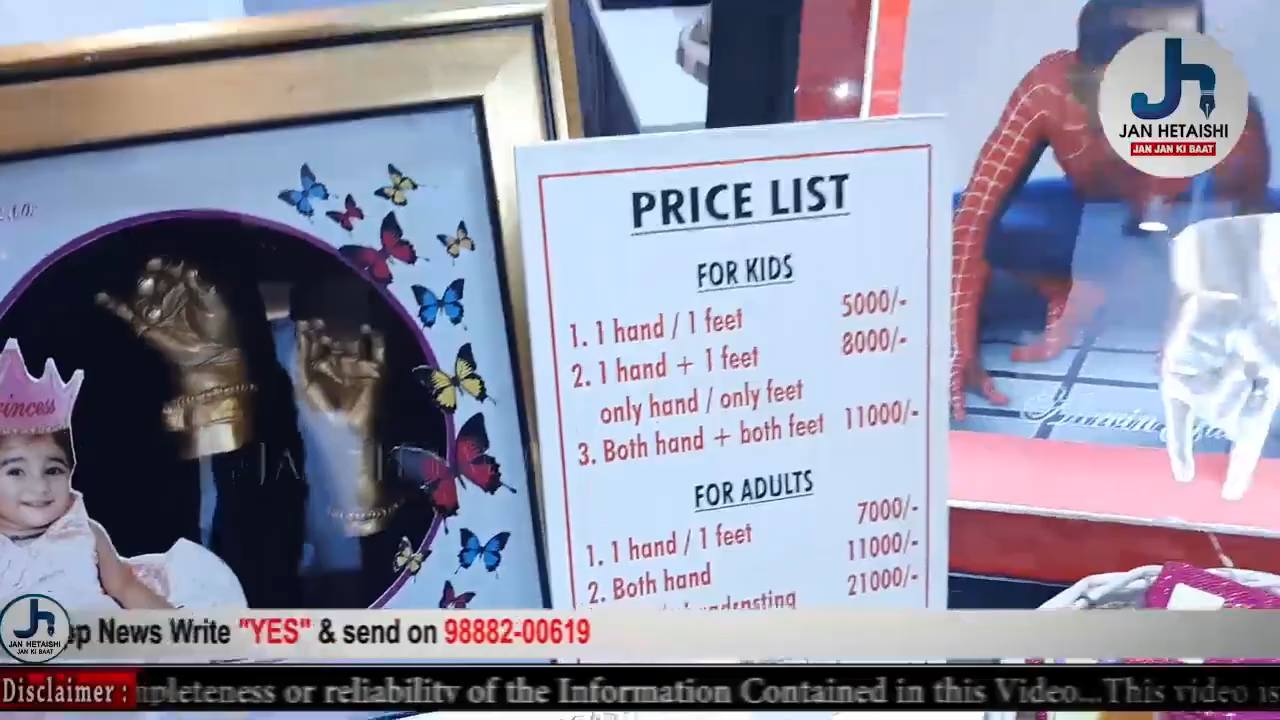 JAN HETAISHI
JAN JAN KI BAAT
PRICE LIST
FOR KIDS
1. 1 hand / 1 feet 5000/-
2. 1 hand + 1 feet 8000/-
only hand / only feet
3. Both hand + both feet 11000/-
FOR ADULTS
1. 1 hand / 1 feet 7000/-
2. Both hand 11000/-
21000/-
JAN HETAISHI
JAN KI BAAT
News Write "YES" & send on 98882-00619
Disclaimer : or reliability of the Information Contained in this Video...This video is